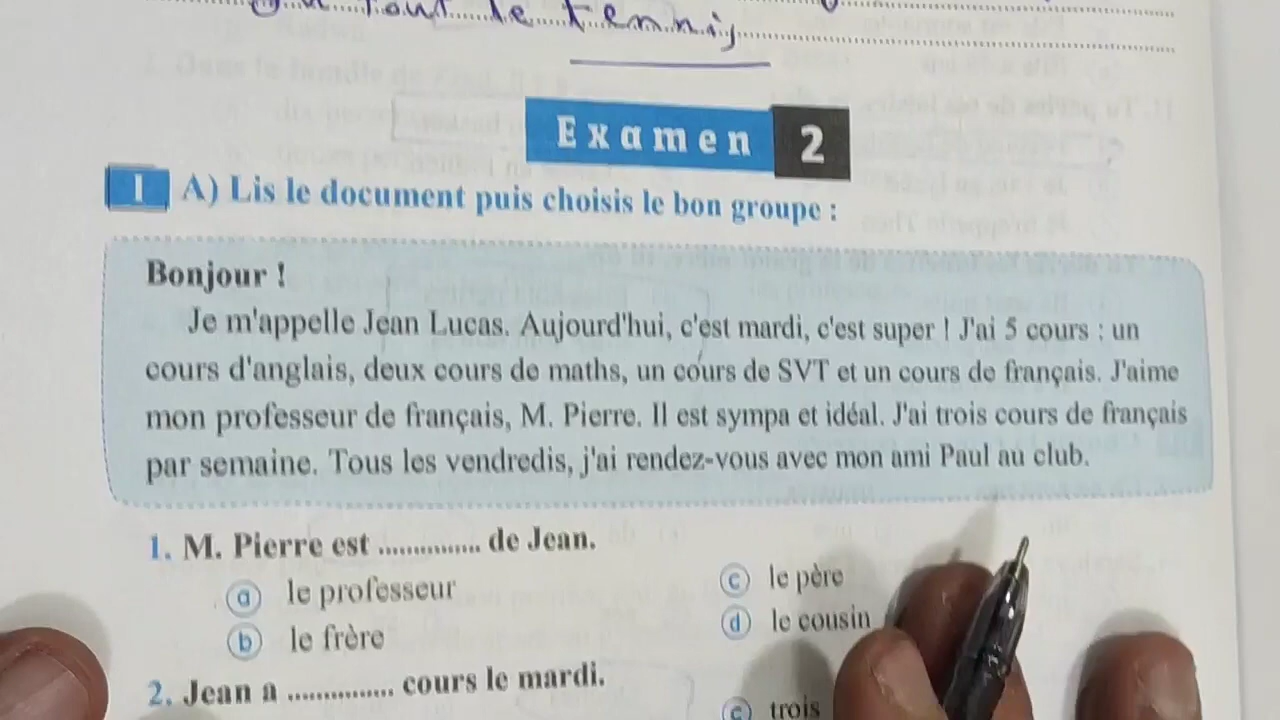 tout le tennis
Examen 2
1 A) Lis le document puis choisis le bon groupe :
Bonjour !
Je m'appelle Jean Lucas. Aujourd'hui, c'est mardi, c'est super ! J'ai 5 cours : un
cours d'anglais, deux cours de maths, un cours de SVT et un cours de français. J'aime
mon professeur de français, M. Pierre. Il est sympa et idéal. J'ai trois cours de français
par semaine. Tous les vendredis, j'ai rendez-vous avec mon ami Paul au club.
1. M. Pierre est ............... de Jean.
a le professeur
b le frère
c le père
d le cousin
2. Jean a ............... cours le mardi.
c trois